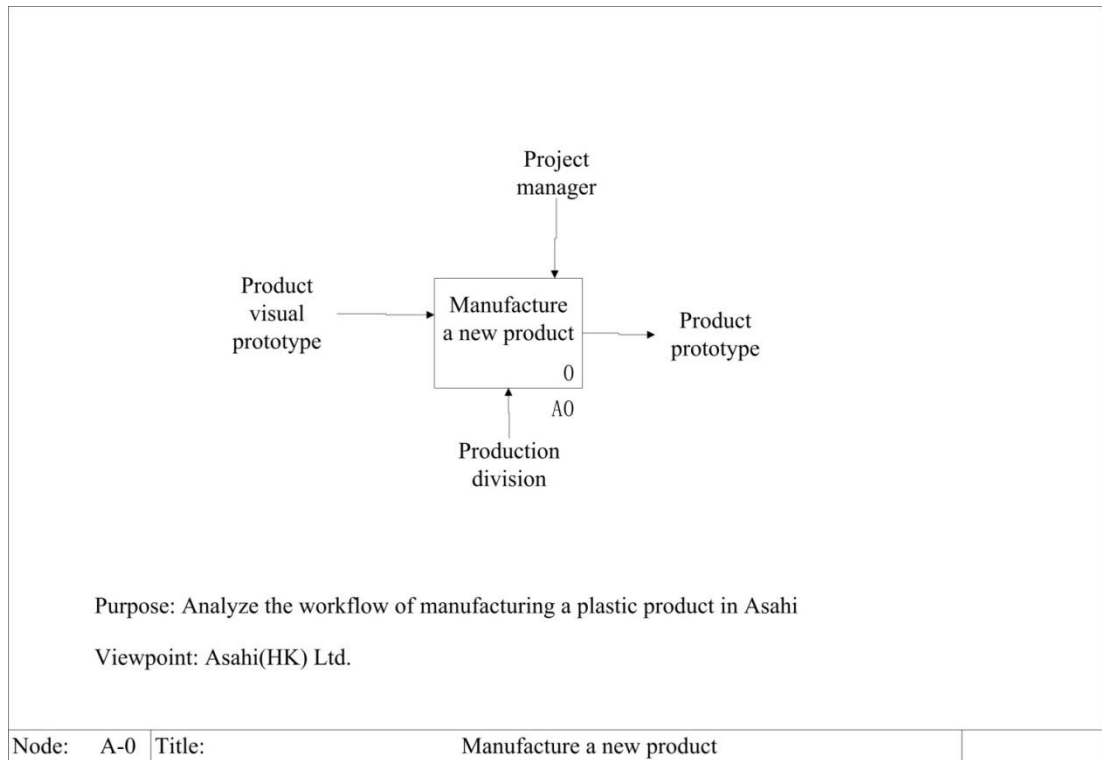 Project
manager
Product
visual
prototype
Manufacture
a new product
0
A0
Product
prototype
Production
division
Purpose: Analyze the workflow of manufacturing a plastic product in Asahi
Viewpoint: Asahi(HK) Ltd.
Node: A-0 Title: Manufacture a new product